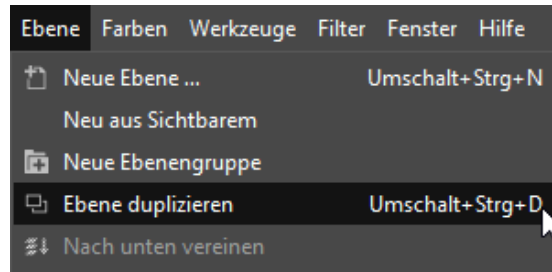 Ebene Farben Werkzeuge Filter Fenster Hilfe
Neue Ebene ... Umschalt+Strg+N
Neu aus Sichtbarem
Neue Ebenengruppe
Ebene duplizieren Umschalt+Strg+D
Nach unten vereinen